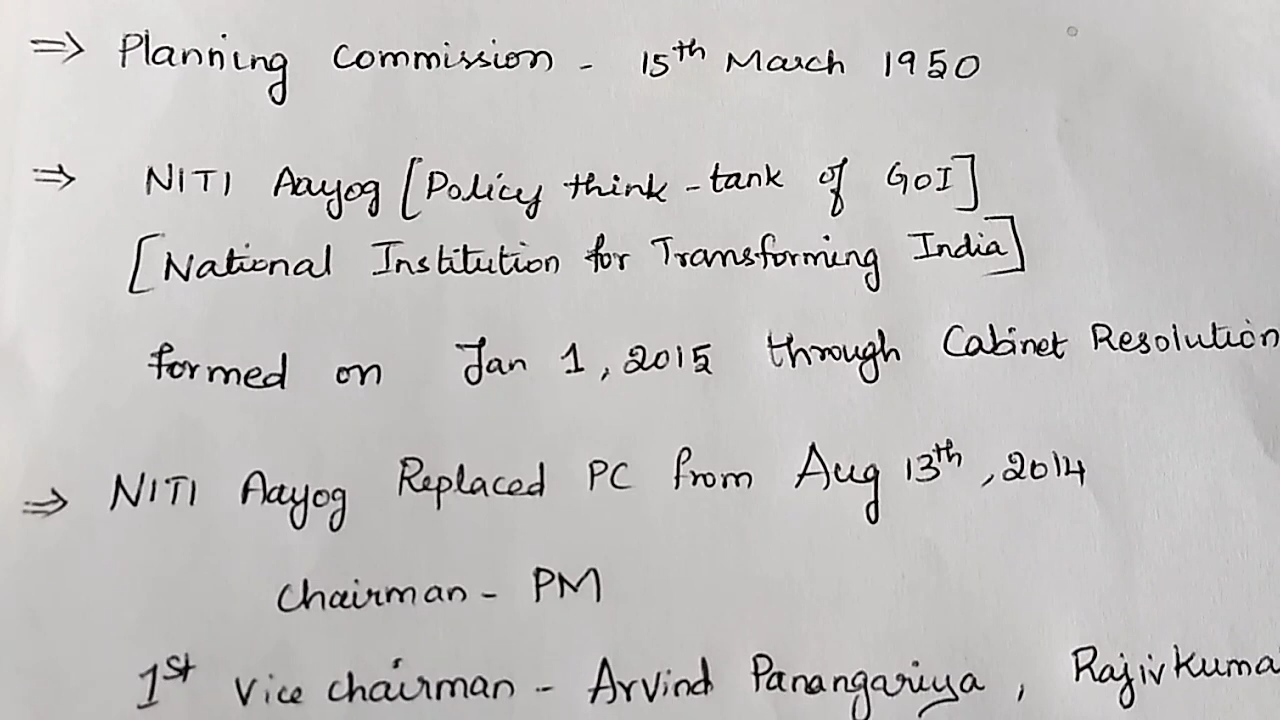 ⇒ Planning Commission - 15th March 1950
⇒ NITI Aayog [Policy think-tank of GOI]
[National Institution for Transforming India]
formed on Jan 1, 2015 through Cabinet Resolution
⇒ NITI Aayog Replaced PC from Aug 13th, 2014
Chairman - PM
1st Vice chairman - Arvind Panangariya, Rajiv Kuma